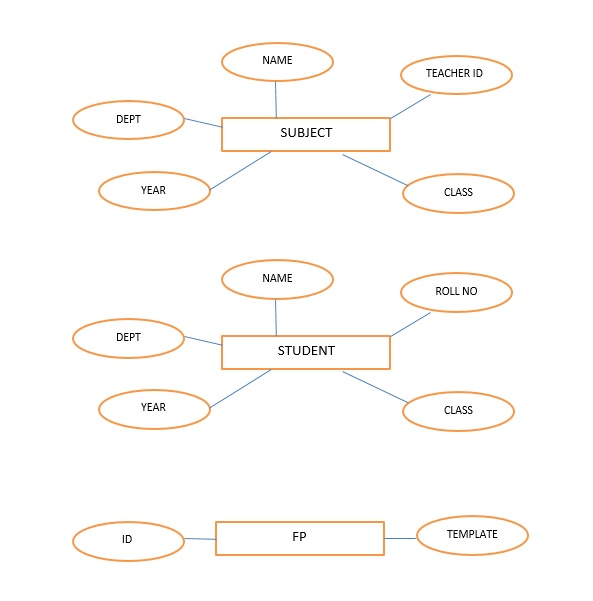 NAME
TEACHER ID
DEPT
SUBJECT
YEAR
CLASS
NAME
ROLL NO
DEPT
STUDENT
YEAR
CLASS
ID
FP
TEMPLATE